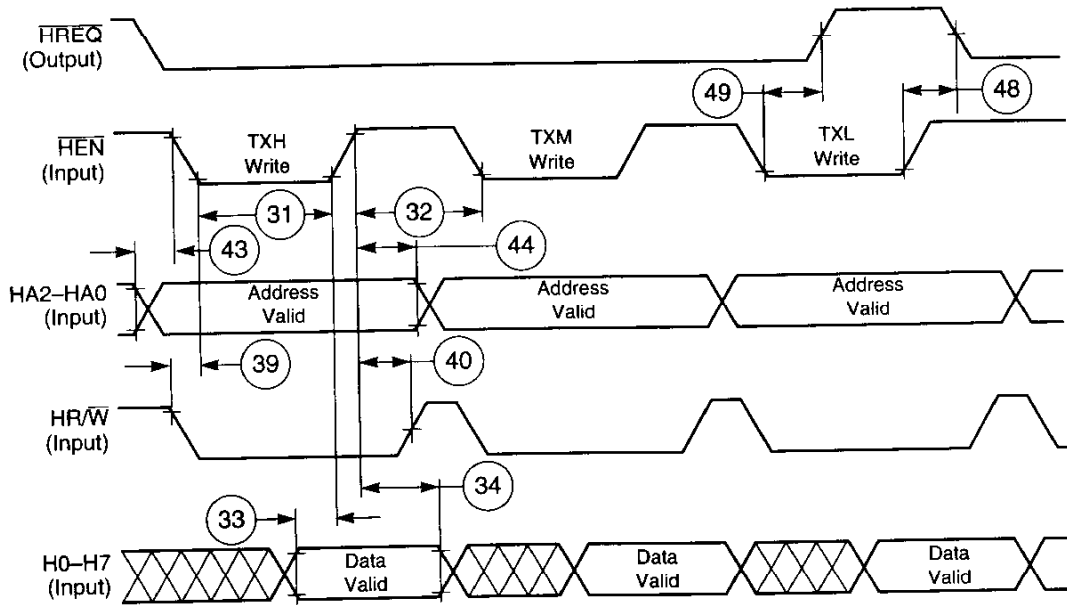 HREQ
(Output)
49
48
HEN
(Input)
TXH
Write
TXM
Write
TXL
Write
31
32
43
44
HA2–HA0
(Input)
Address
Valid
Address
Valid
Address
Valid
39
40
HR/W
(Input)
33
34
H0–H7
(Input)
Data
Valid
Data
Valid
Data
Valid